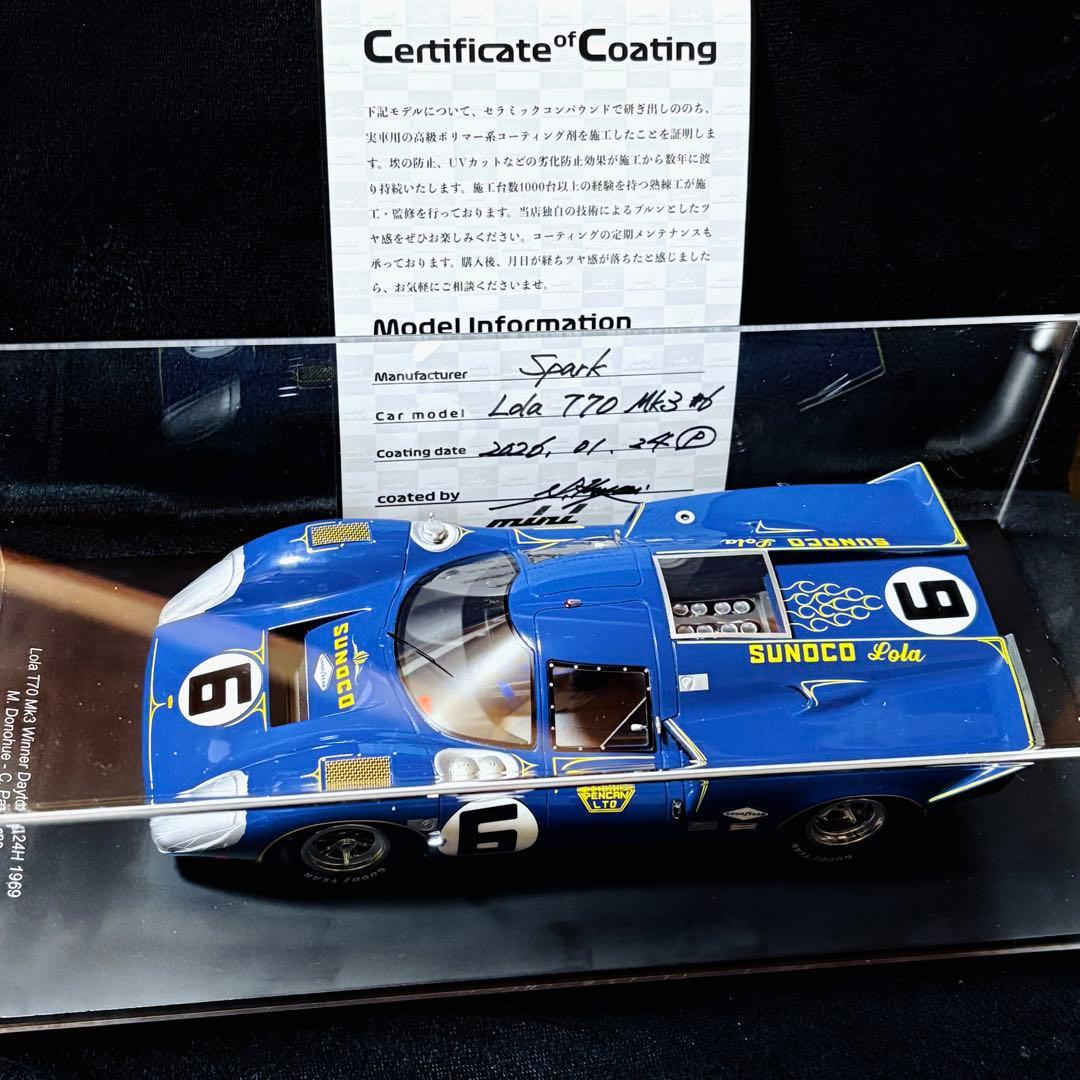 Certificate of Coating
下記モデルについて、セラミックコンパウンドで研ぎ出しののち、
実車用の高級ポリマー系コーティング剤を施工したことを証明しま
す。埃の防止、UVカットなどの劣化防止効果が施工から数年に渡
り持続いたします。施工台数1000台以上の経験を持つ熟練工が施
工・監修を行っております。当店独自の技術によるプルンとしたツ
ヤ感をぜひお楽しみください。コーティングの定期メンテナンスも
承っております。購入後、月日が経ちツヤ感が落ちたと感じました
ら、お気軽にご相談くださいませ。
Model Information
Manufacturer Spark
Car model Lola T70 Mk3 #6
Coating date 2026. 01. 24 P
coated by
mini
SUNOCO Lola
6
SUNOCO Lola
SUNOCO
GOODYEAR
6
PENCAN
LTD
6
GOODYEAR
GOODYEAR
GOODYEAR
Lola T70 MK3 Winner
24H 1969
M. Donohue - C.